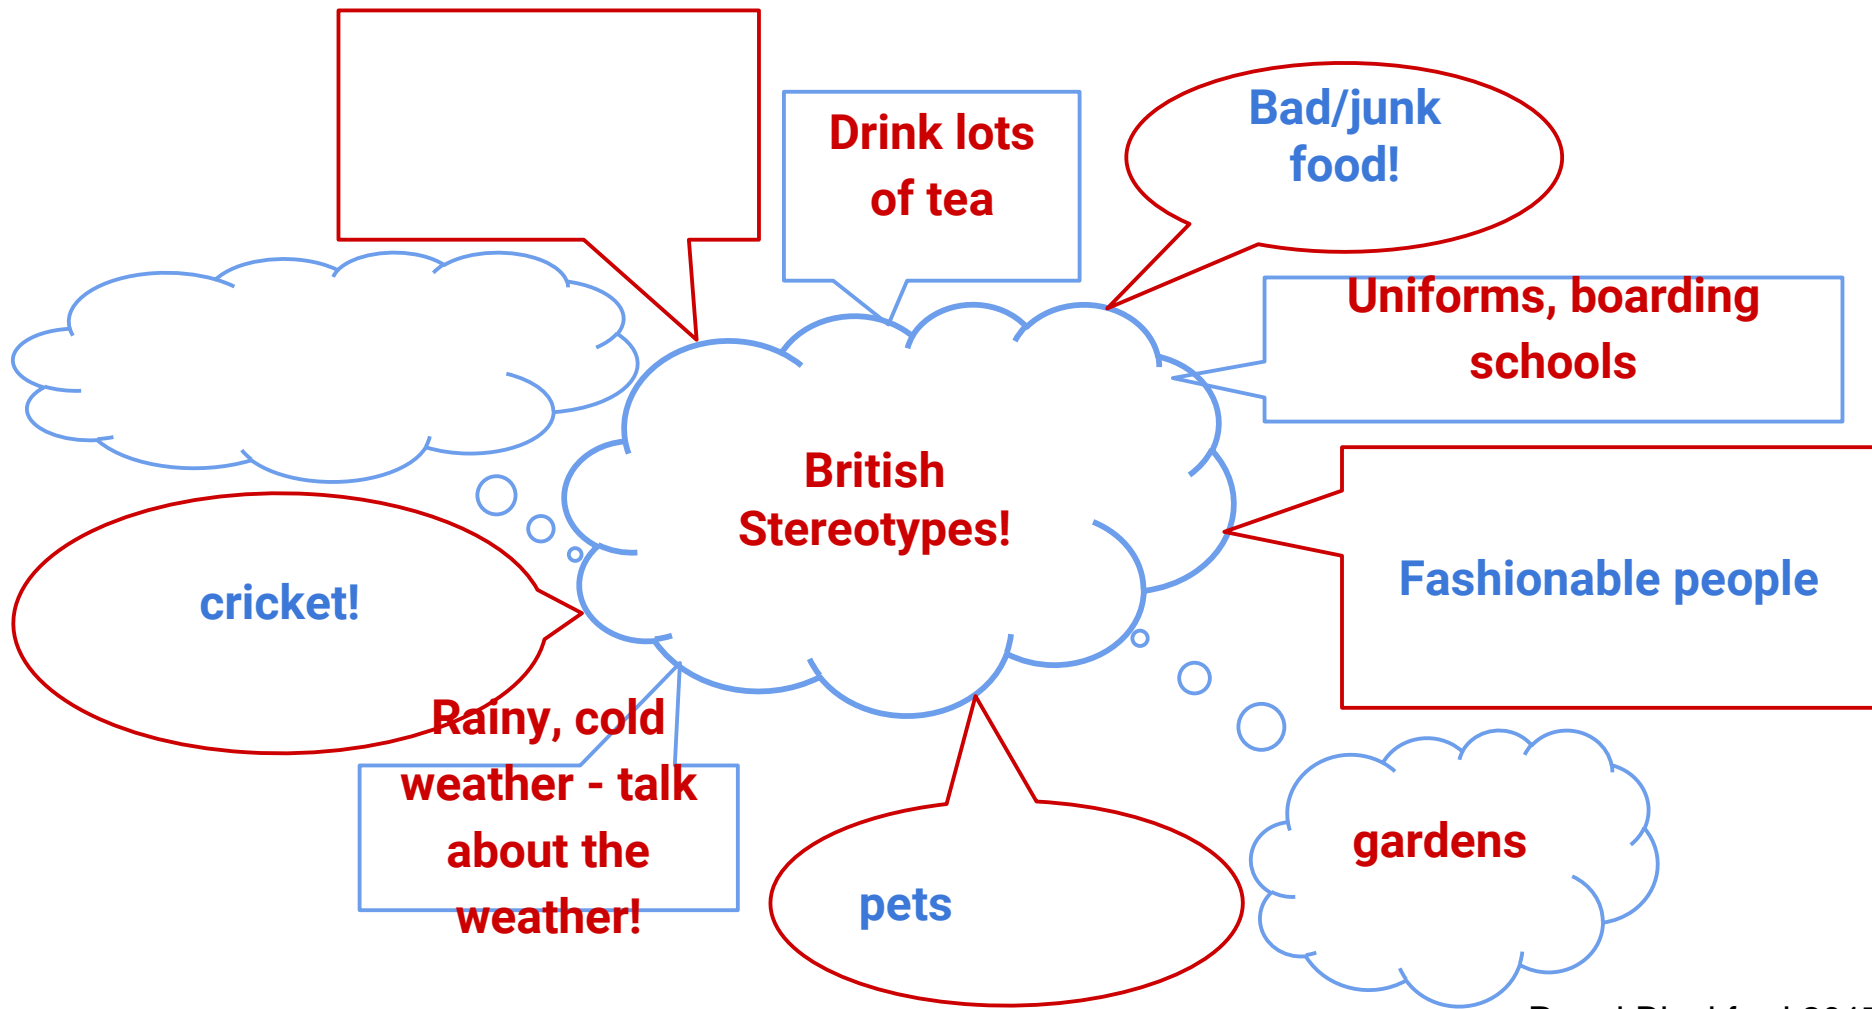 Drink lots
of tea
Bad/junk
food!
Uniforms, boarding
schools
British
Stereotypes!
Fashionable people
cricket!
Rainy, cold
weather - talk
about the
weather!
pets
gardens